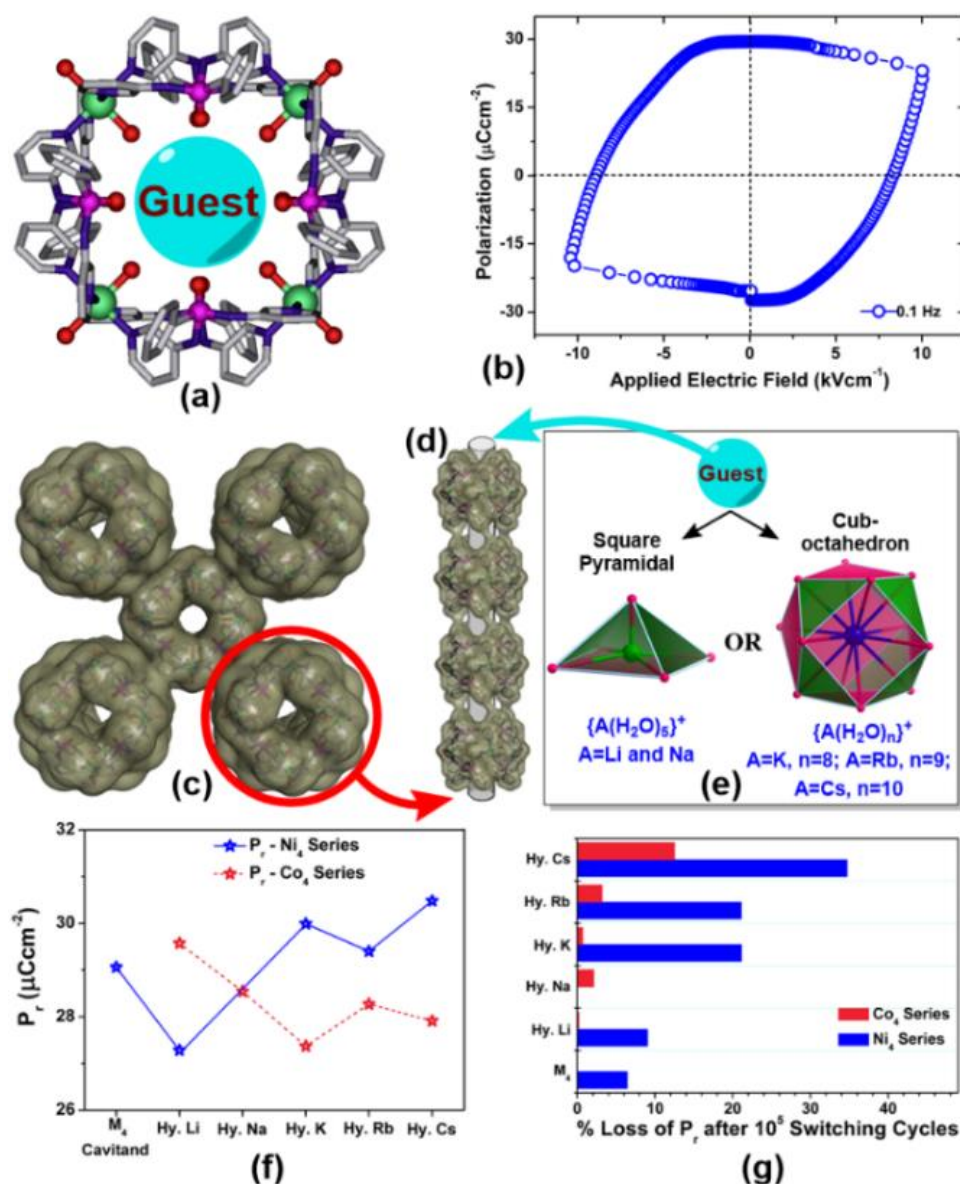 Guest
(a)
30
15
0
-15
-30
Polarization (μCcm⁻²)
-10 -5 0 5 10
Applied Electric Field (kVcm⁻¹)
0.1 Hz
(b)
(c)
(d)
Guest
Square
Pyramidal
Cub-
octahedron
OR
{A(H₂O)₅}⁺
A=Li and Na
{A(H₂O)ₙ}⁺
A=K, n=8; A=Rb, n=9;
A=Cs, n=10
(e)
32
30
28
26
Pᵣ (μCcm⁻²)
Pᵣ - Ni₄ Series
Pᵣ - Co₄ Series
M₄ Hy. Li Hy. Na Hy. K Hy. Rb Hy. Cs
Cavitand
(f)
Hy. Cs
Hy. Rb
Hy. K
Hy. Na
Hy. Li
M₄
Co₄ Series
Ni₄ Series
0 10 20 30 40
% Loss of Pᵣ after 10⁵ Switching Cycles
(g)